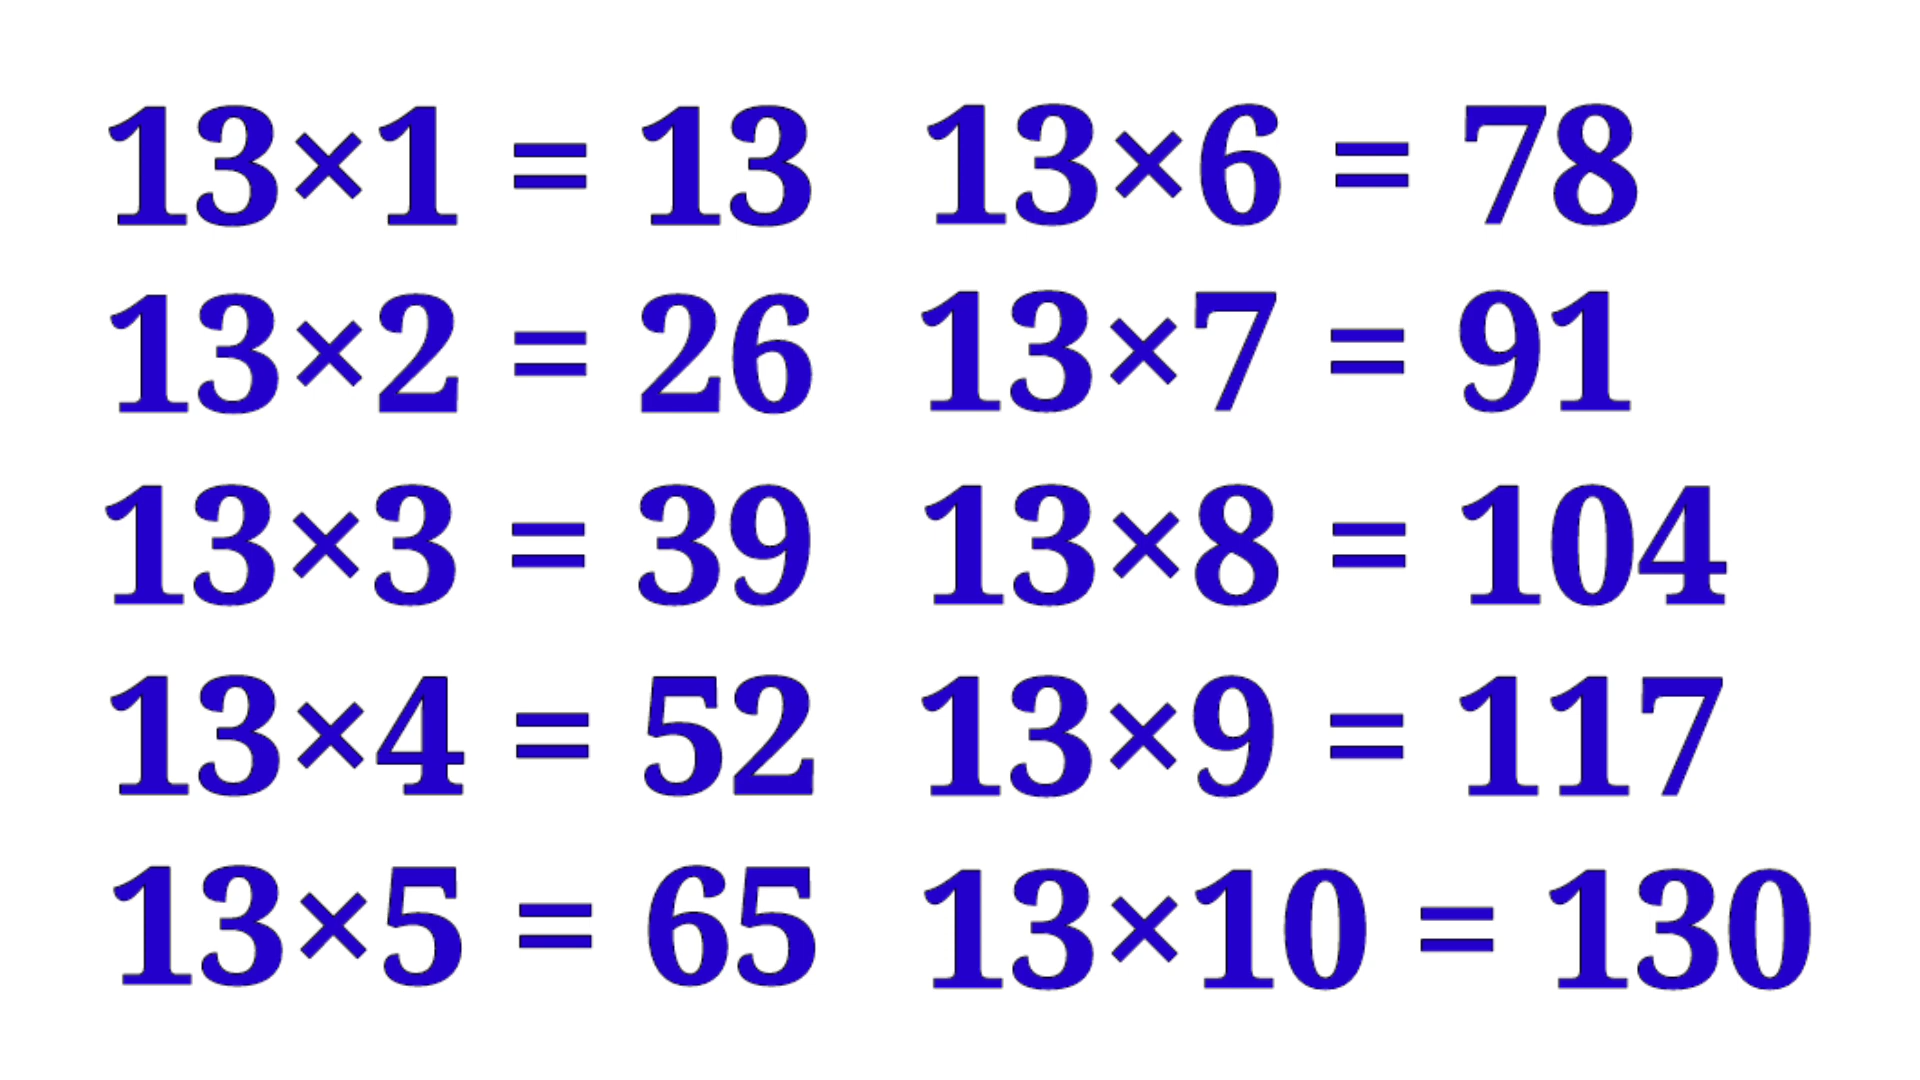 13×1 = 13
13×2 = 26
13×3 = 39
13×4 = 52
13×5 = 65
13×6 = 78
13×7 = 91
13×8 = 104
13×9 = 117
13×10 = 130